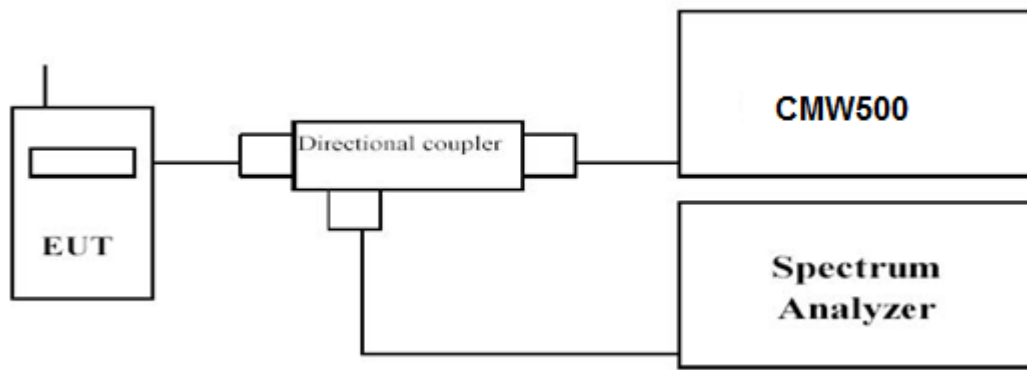 EUT
Directional coupler
CMW500
Spectrum
Analyzer